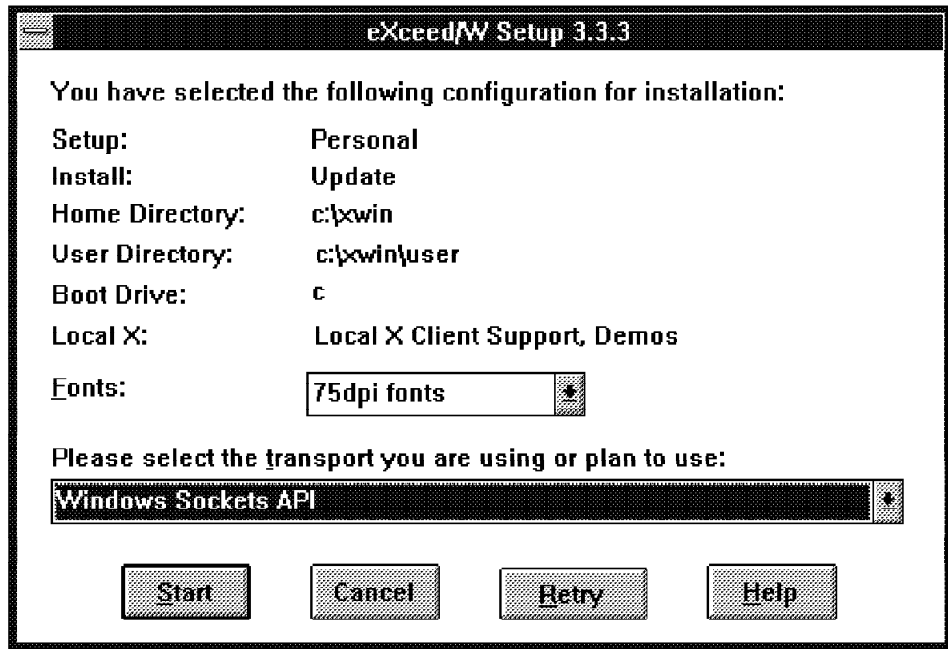 eXceed/W Setup 3.3.3
You have selected the following configuration for installation:
Setup: Personal
Install: Update
Home Directory: c:\xwin
User Directory: c:\xwin\user
Boot Drive: c
Local X: Local X Client Support, Demos
Fonts: 75dpi fonts
Please select the transport you are using or plan to use:
Windows Sockets API
Start Cancel Retry Help